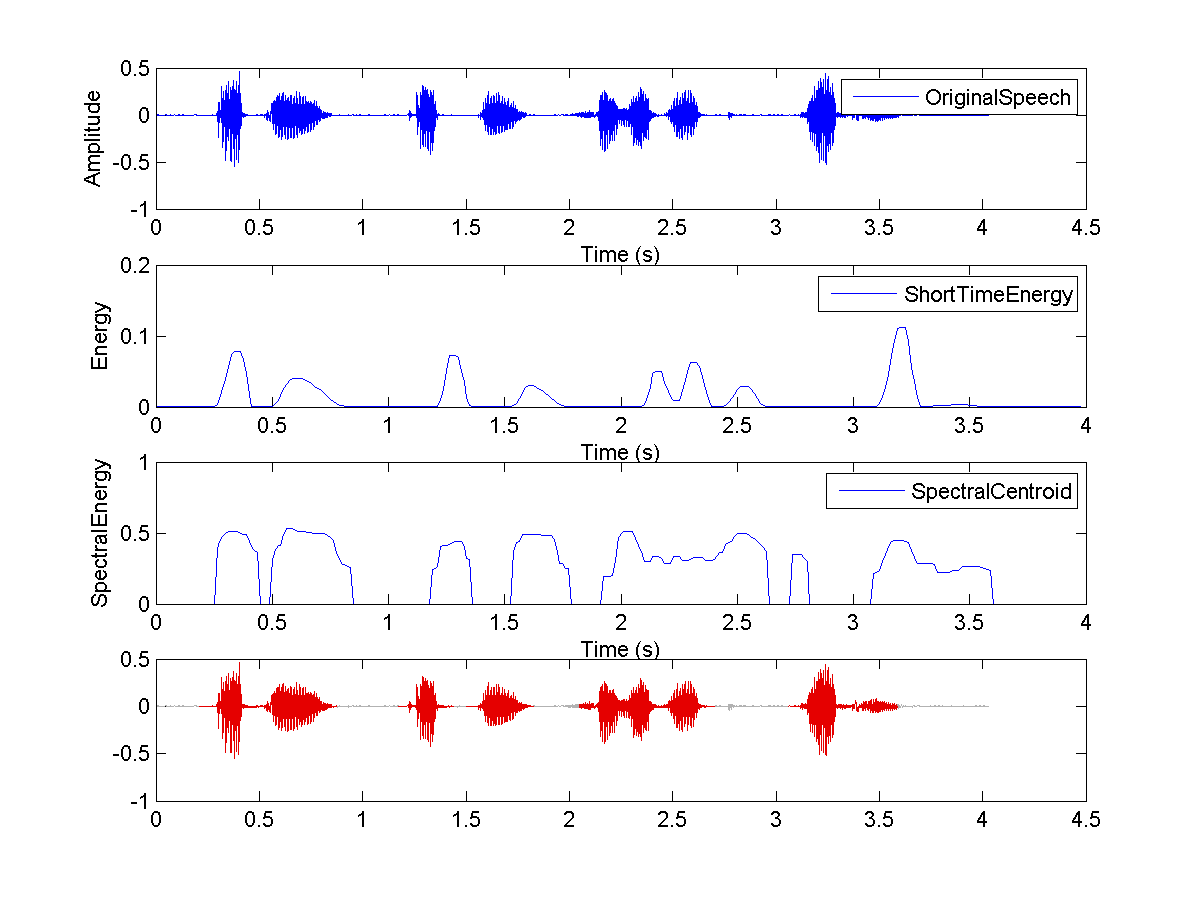 0.5
0
-0.5
-1
Amplitude
OriginalSpeech
0 0.5 1 1.5 2 2.5 3 3.5 4 4.5
Time (s)
0.2
0.1
0
Energy
ShortTimeEnergy
0 0.5 1 1.5 2 2.5 3 3.5 4
Time (s)
1
0.5
0
SpectralEnergy
SpectralCentroid
0 0.5 1 1.5 2 2.5 3 3.5 4
Time (s)
0.5
0
-0.5
-1
0 0.5 1 1.5 2 2.5 3 3.5 4 4.5